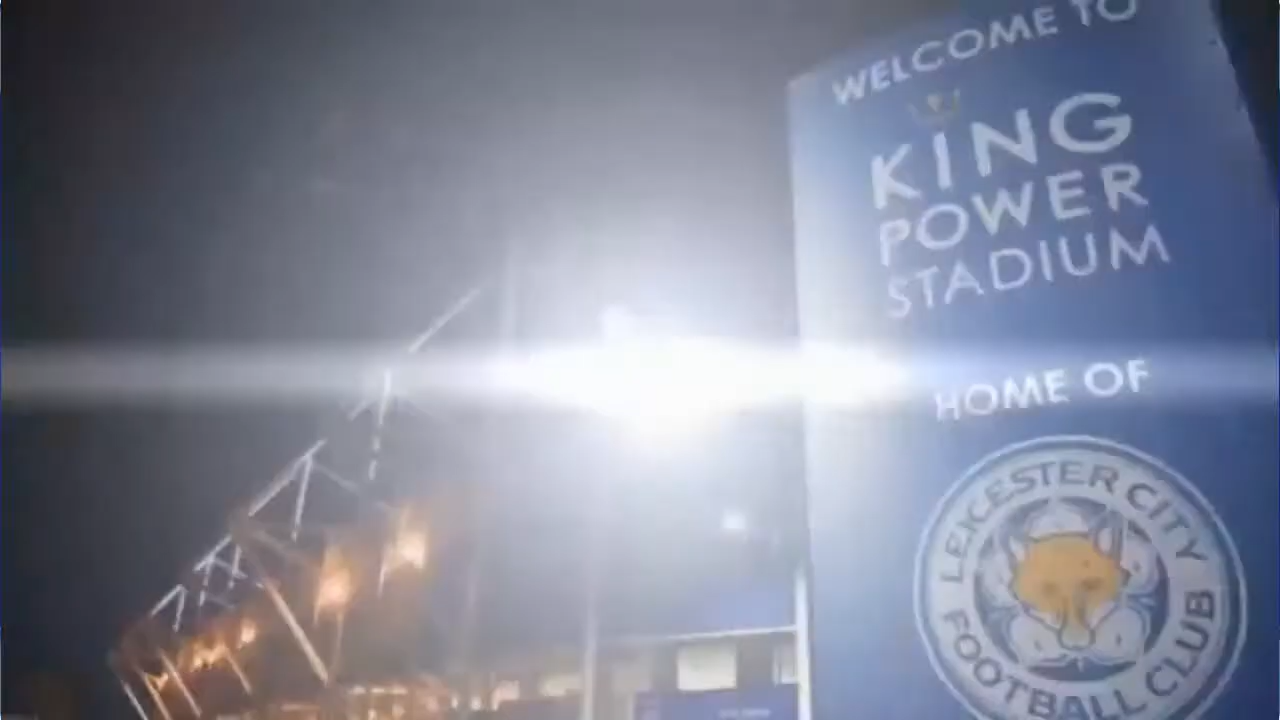 WELCOME TO
KING
POWER
STADIUM
HOME OF
LEICESTER CITY
FOOTBALL CLUB